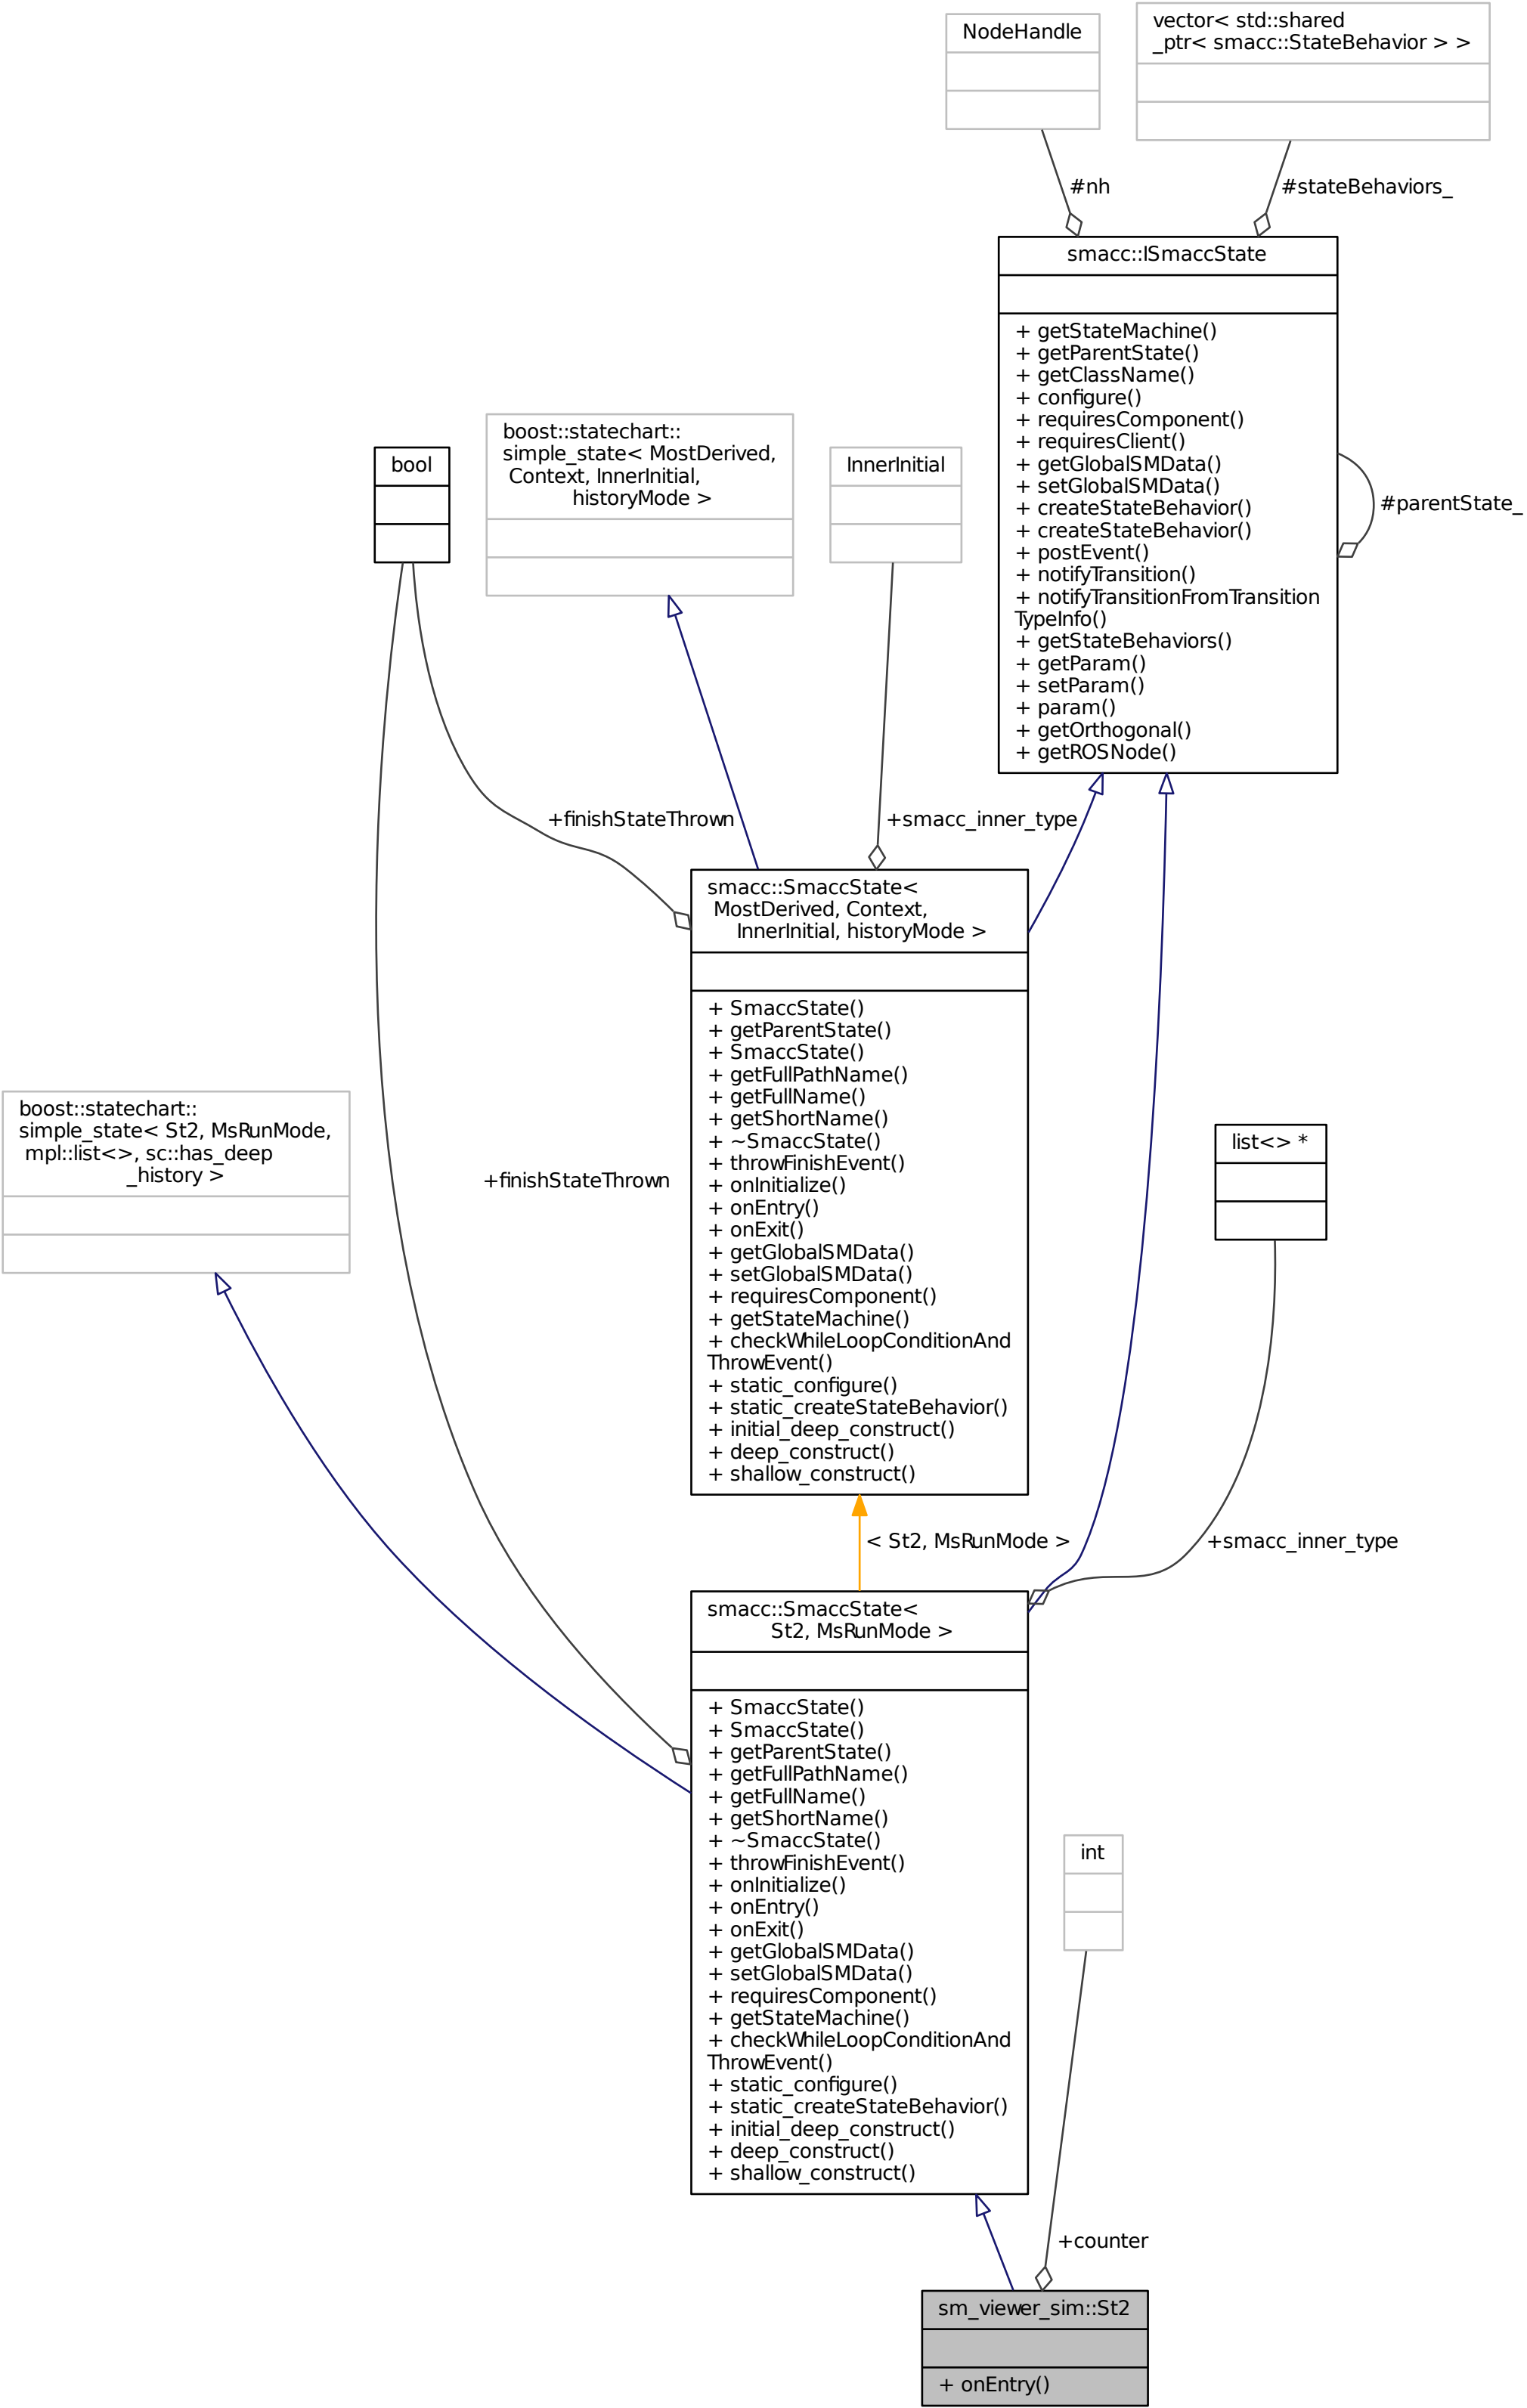 NodeHandle
vector< std::shared
_ptr< smacc::StateBehavior > >
#nh
#stateBehaviors_
smacc::ISmaccState
+ getStateMachine()
+ getParentState()
+ getClassName()
+ configure()
+ requiresComponent()
+ requiresClient()
+ getGlobalSMData()
+ setGlobalSMData()
+ createStateBehavior()
+ createStateBehavior()
+ postEvent()
+ notifyTransition()
+ notifyTransitionFromTransition
TypeInfo()
+ getStateBehaviors()
+ getParam()
+ setParam()
+ param()
+ getOrthogonal()
+ getROSNode()
#parentState_
bool
boost::statechart::
simple_state< MostDerived,
Context, InnerInitial,
historyMode >
InnerInitial
+finishStateThrown
+smacc_inner_type
smacc::SmaccState<
MostDerived, Context,
InnerInitial, historyMode >
+ SmaccState()
+ getParentState()
+ SmaccState()
+ getFullPathName()
+ getFullName()
+ getShortName()
+ ~SmaccState()
+ throwFinishEvent()
+ onInitialize()
+ onEntry()
+ onExit()
+ getGlobalSMData()
+ setGlobalSMData()
+ requiresComponent()
+ getStateMachine()
+ checkWhileLoopConditionAnd
ThrowEvent()
+ static_configure()
+ static_createStateBehavior()
+ initial_deep_construct()
+ deep_construct()
+ shallow_construct()
boost::statechart::
simple_state< St2, MsRunMode,
mpl::list<>, sc::has_deep
_history >
+finishStateThrown
list<> *
< St2, MsRunMode >
+smacc_inner_type
smacc::SmaccState<
St2, MsRunMode >
+ SmaccState()
+ SmaccState()
+ getParentState()
+ getFullPathName()
+ getFullName()
+ getShortName()
+ ~SmaccState()
+ throwFinishEvent()
+ onInitialize()
+ onEntry()
+ onExit()
+ getGlobalSMData()
+ setGlobalSMData()
+ requiresComponent()
+ getStateMachine()
+ checkWhileLoopConditionAnd
ThrowEvent()
+ static_configure()
+ static_createStateBehavior()
+ initial_deep_construct()
+ deep_construct()
+ shallow_construct()
int
+counter
sm_viewer_sim::St2
+ onEntry()